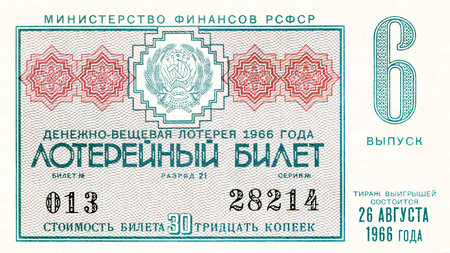 МИНИСТЕРСТВО ФИНАНСОВ РСФСР
ДЕНЕЖНО-ВЕЩЕВАЯ ЛОТЕРЕЯ 1966 ГОДА
ЛОТЕРЕЙНЫЙ БИЛЕТ
БИЛЕТ № РАЗРЯД 21 СЕРИЯ №
013 28214
СТОИМОСТЬ БИЛЕТА 30 ТРИДЦАТЬ КОПЕЕК
6
ВЫПУСК
ТИРАЖ ВЫИГРЫШЕЙ
СОСТОИТСЯ
26 АВГУСТА
1966 ГОДА